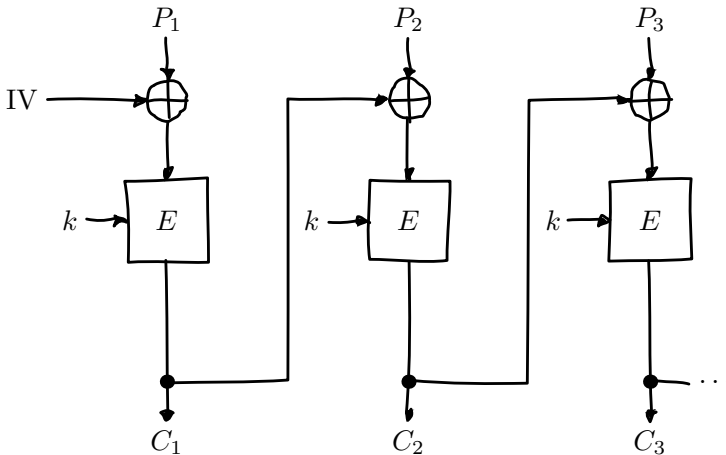 P₁ P₂ P₃
IV
k E k E k E
..
C₁ C₂ C₃